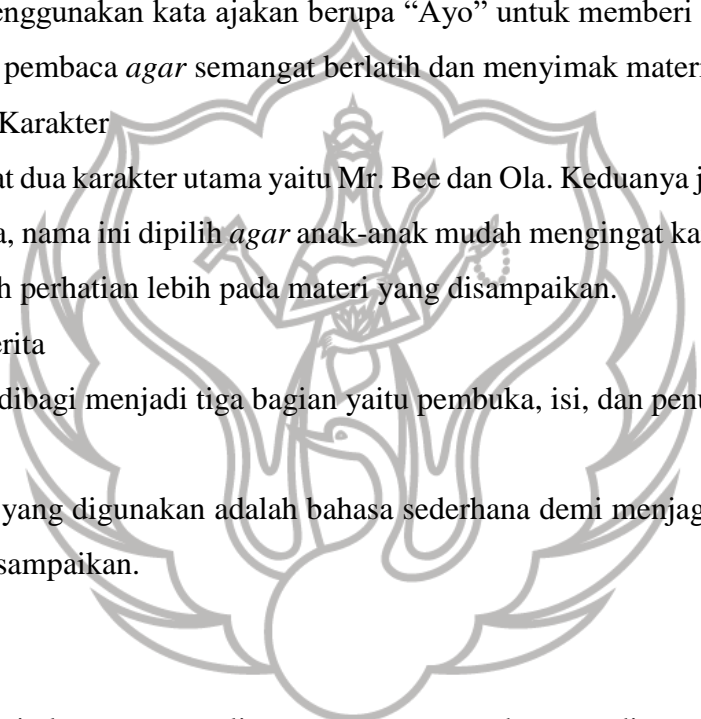 enggunakan kata ajakan berupa “Ayo” untuk memberi
pembaca agar semangat berlatih dan menyimak mater
Karakter
at dua karakter utama yaitu Mr. Bee dan Ola. Keduanya j
a, nama ini dipilih agar anak-anak mudah mengingat ka
h perhatian lebih pada materi yang disampaikan.
erita
dibagi menjadi tiga bagian yaitu pembuka, isi, dan penu
yang digunakan adalah bahasa sederhana demi menjag
sampaikan.